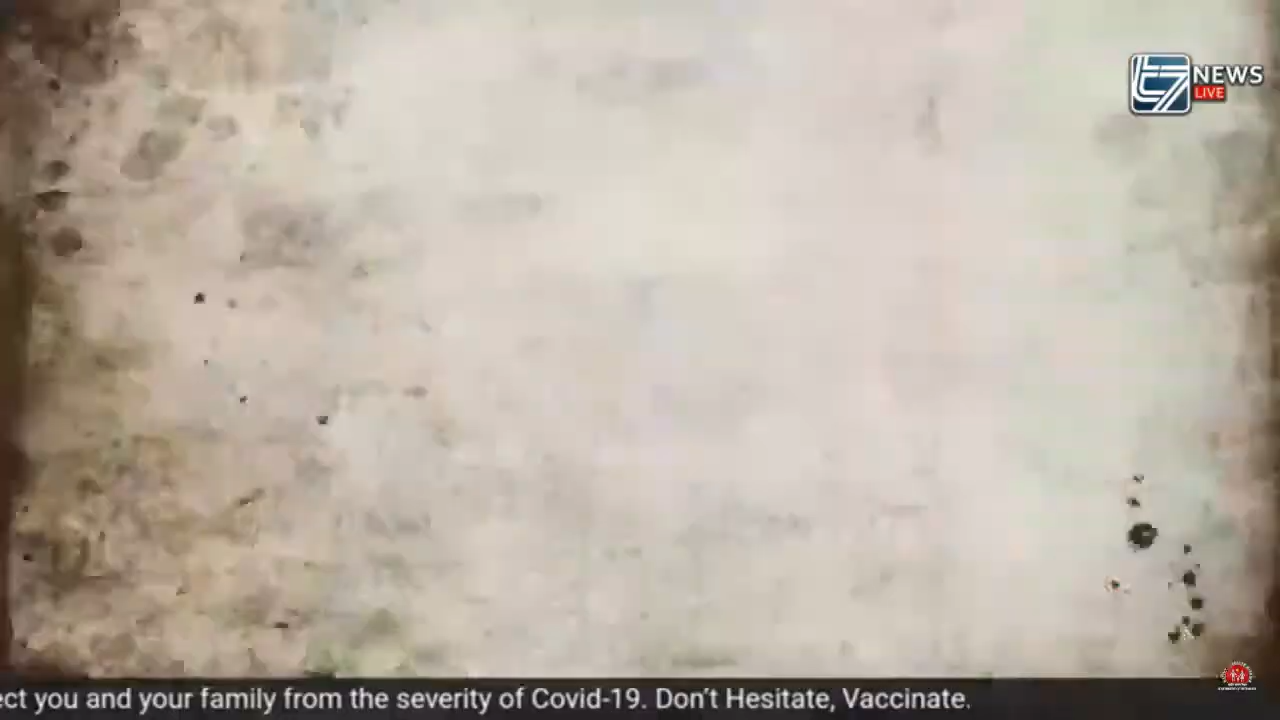 NEWS
LIVE
ect you and your family from the severity of Covid-19. Don't Hesitate, Vaccinate.